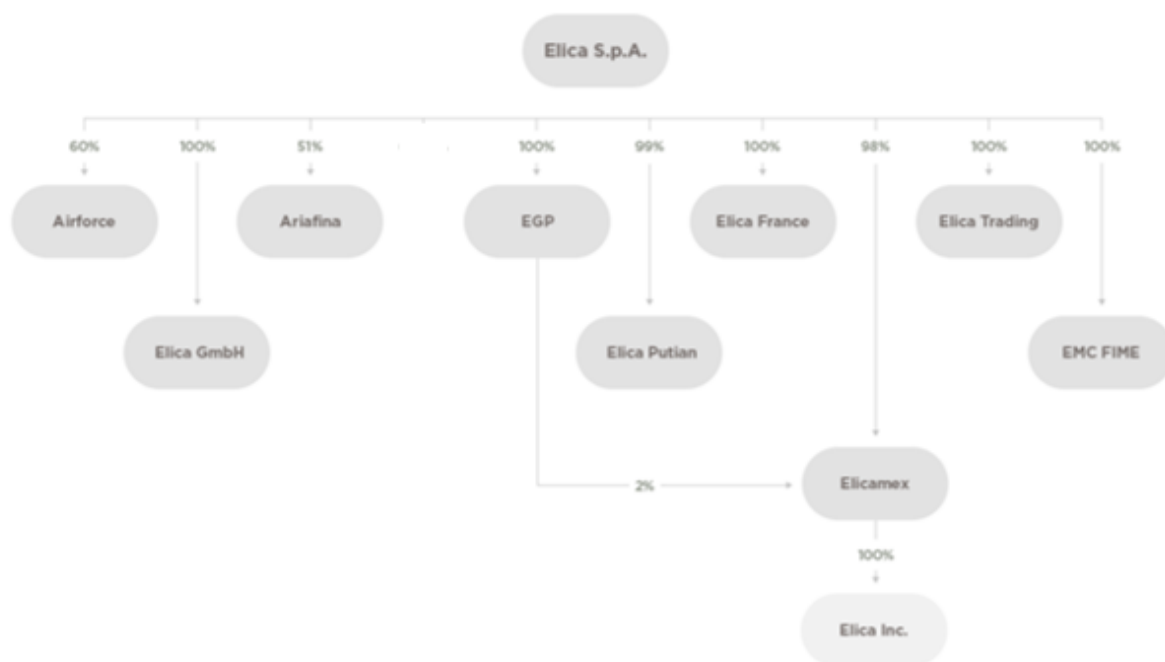 Elica S.p.A.
60% 100% 51% 100% 99% 100% 98% 100% 100%
Airforce Ariafina EGP Elica France Elica Trading
Elica GmbH Elica Putian EMC FIME
Elicamex
2%
100%
Elica Inc.